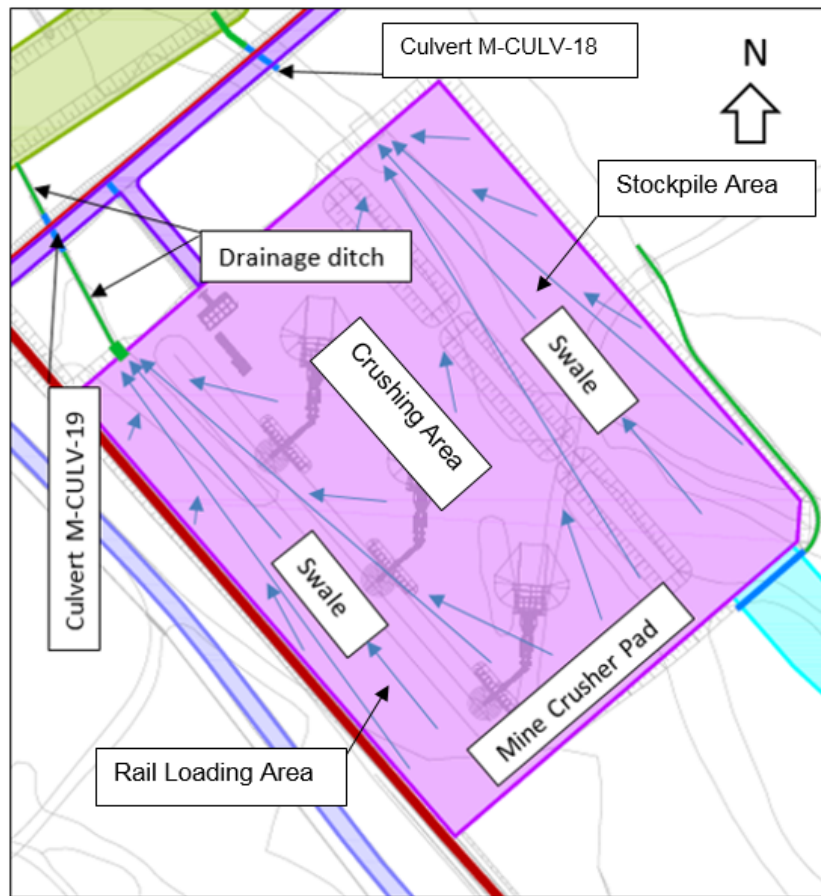 Culvert M-CULV-18
N
Stockpile Area
Drainage ditch
Swale
Crushing Area
Culvert M-CULV-19
Swale
Mine Crusher Pad
Rail Loading Area